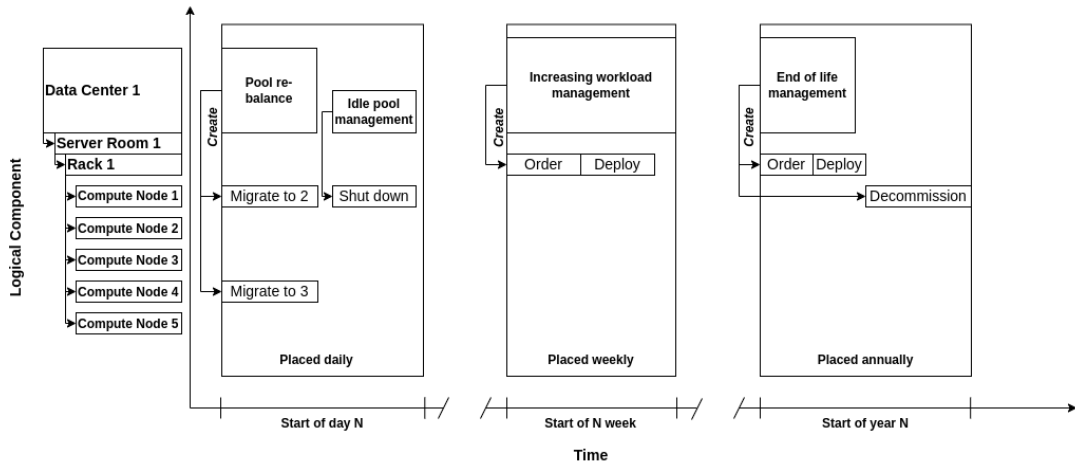 Logical Component
Data Center 1
Server Room 1
Rack 1
Compute Node 1
Compute Node 2
Compute Node 3
Compute Node 4
Compute Node 5
Create
Pool re-
balance
Idle pool
management
Migrate to 2
Shut down
Migrate to 3
Placed daily
Start of day N
Create
Increasing workload
management
Order
Deploy
Placed weekly
Start of N week
Create
End of life
management
Order
Deploy
Decommission
Placed annually
Start of year N
Time